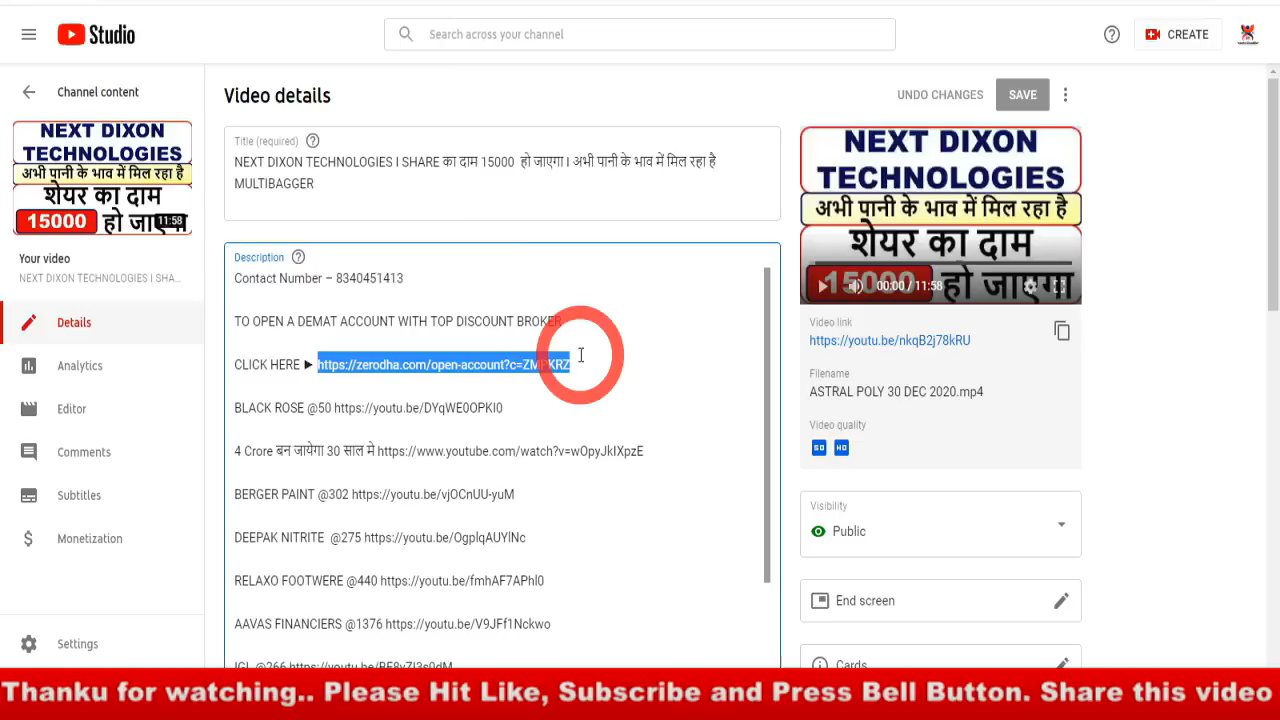 Studio
Search across your channel
CREATE
Channel content
NEXT DIXON
TECHNOLOGIES
अभी पानी के भाव में मिल रहा है
शेयर का दाम
15000 हो जाएगा
11:58
Your video
NEXT DIXON TECHNOLOGIES I SHA...
Details
Analytics
Editor
Comments
Subtitles
Monetization
Settings
Video details
UNDO CHANGES
SAVE
Title (required)
NEXT DIXON TECHNOLOGIES I SHARE का दाम 15000 हो जाएगा I अभी पानी के भाव में मिल रहा है
MULTIBAGGER
Description
Contact Number – 8340451413
TO OPEN A DEMAT ACCOUNT WITH TOP DISCOUNT BROKER
CLICK HERE ► https://zerodha.com/open-account?c=ZMPKRZ
BLACK ROSE @50 https://youtu.be/DYqWE0OPKI0
4 Crore बन जायेगा 30 साल मे https://www.youtube.com/watch?v=wOpyJkIXpzE
BERGER PAINT @302 https://youtu.be/vjOCnUU-yuM
DEEPAK NITRITE @275 https://youtu.be/OgplqAUYlNc
RELAXO FOOTWERE @440 https://youtu.be/fmhAF7APhl0
AAVAS FINANCIERS @1376 https://youtu.be/V9JFf1Nckwo
IGL @266
NEXT DIXON
TECHNOLOGIES
अभी पानी के भाव में मिल रहा है
शेयर का दाम
15000 हो जाएगा
00:00 / 11:58
Video link
https://youtu.be/nkqB2j78kRU
Filename
ASTRAL POLY 30 DEC 2020.mp4
Video quality
SD HD
Visibility
Public
End screen
Cards
Thanku for watching.. Please Hit Like, Subscribe and Press Bell Button. Share this video